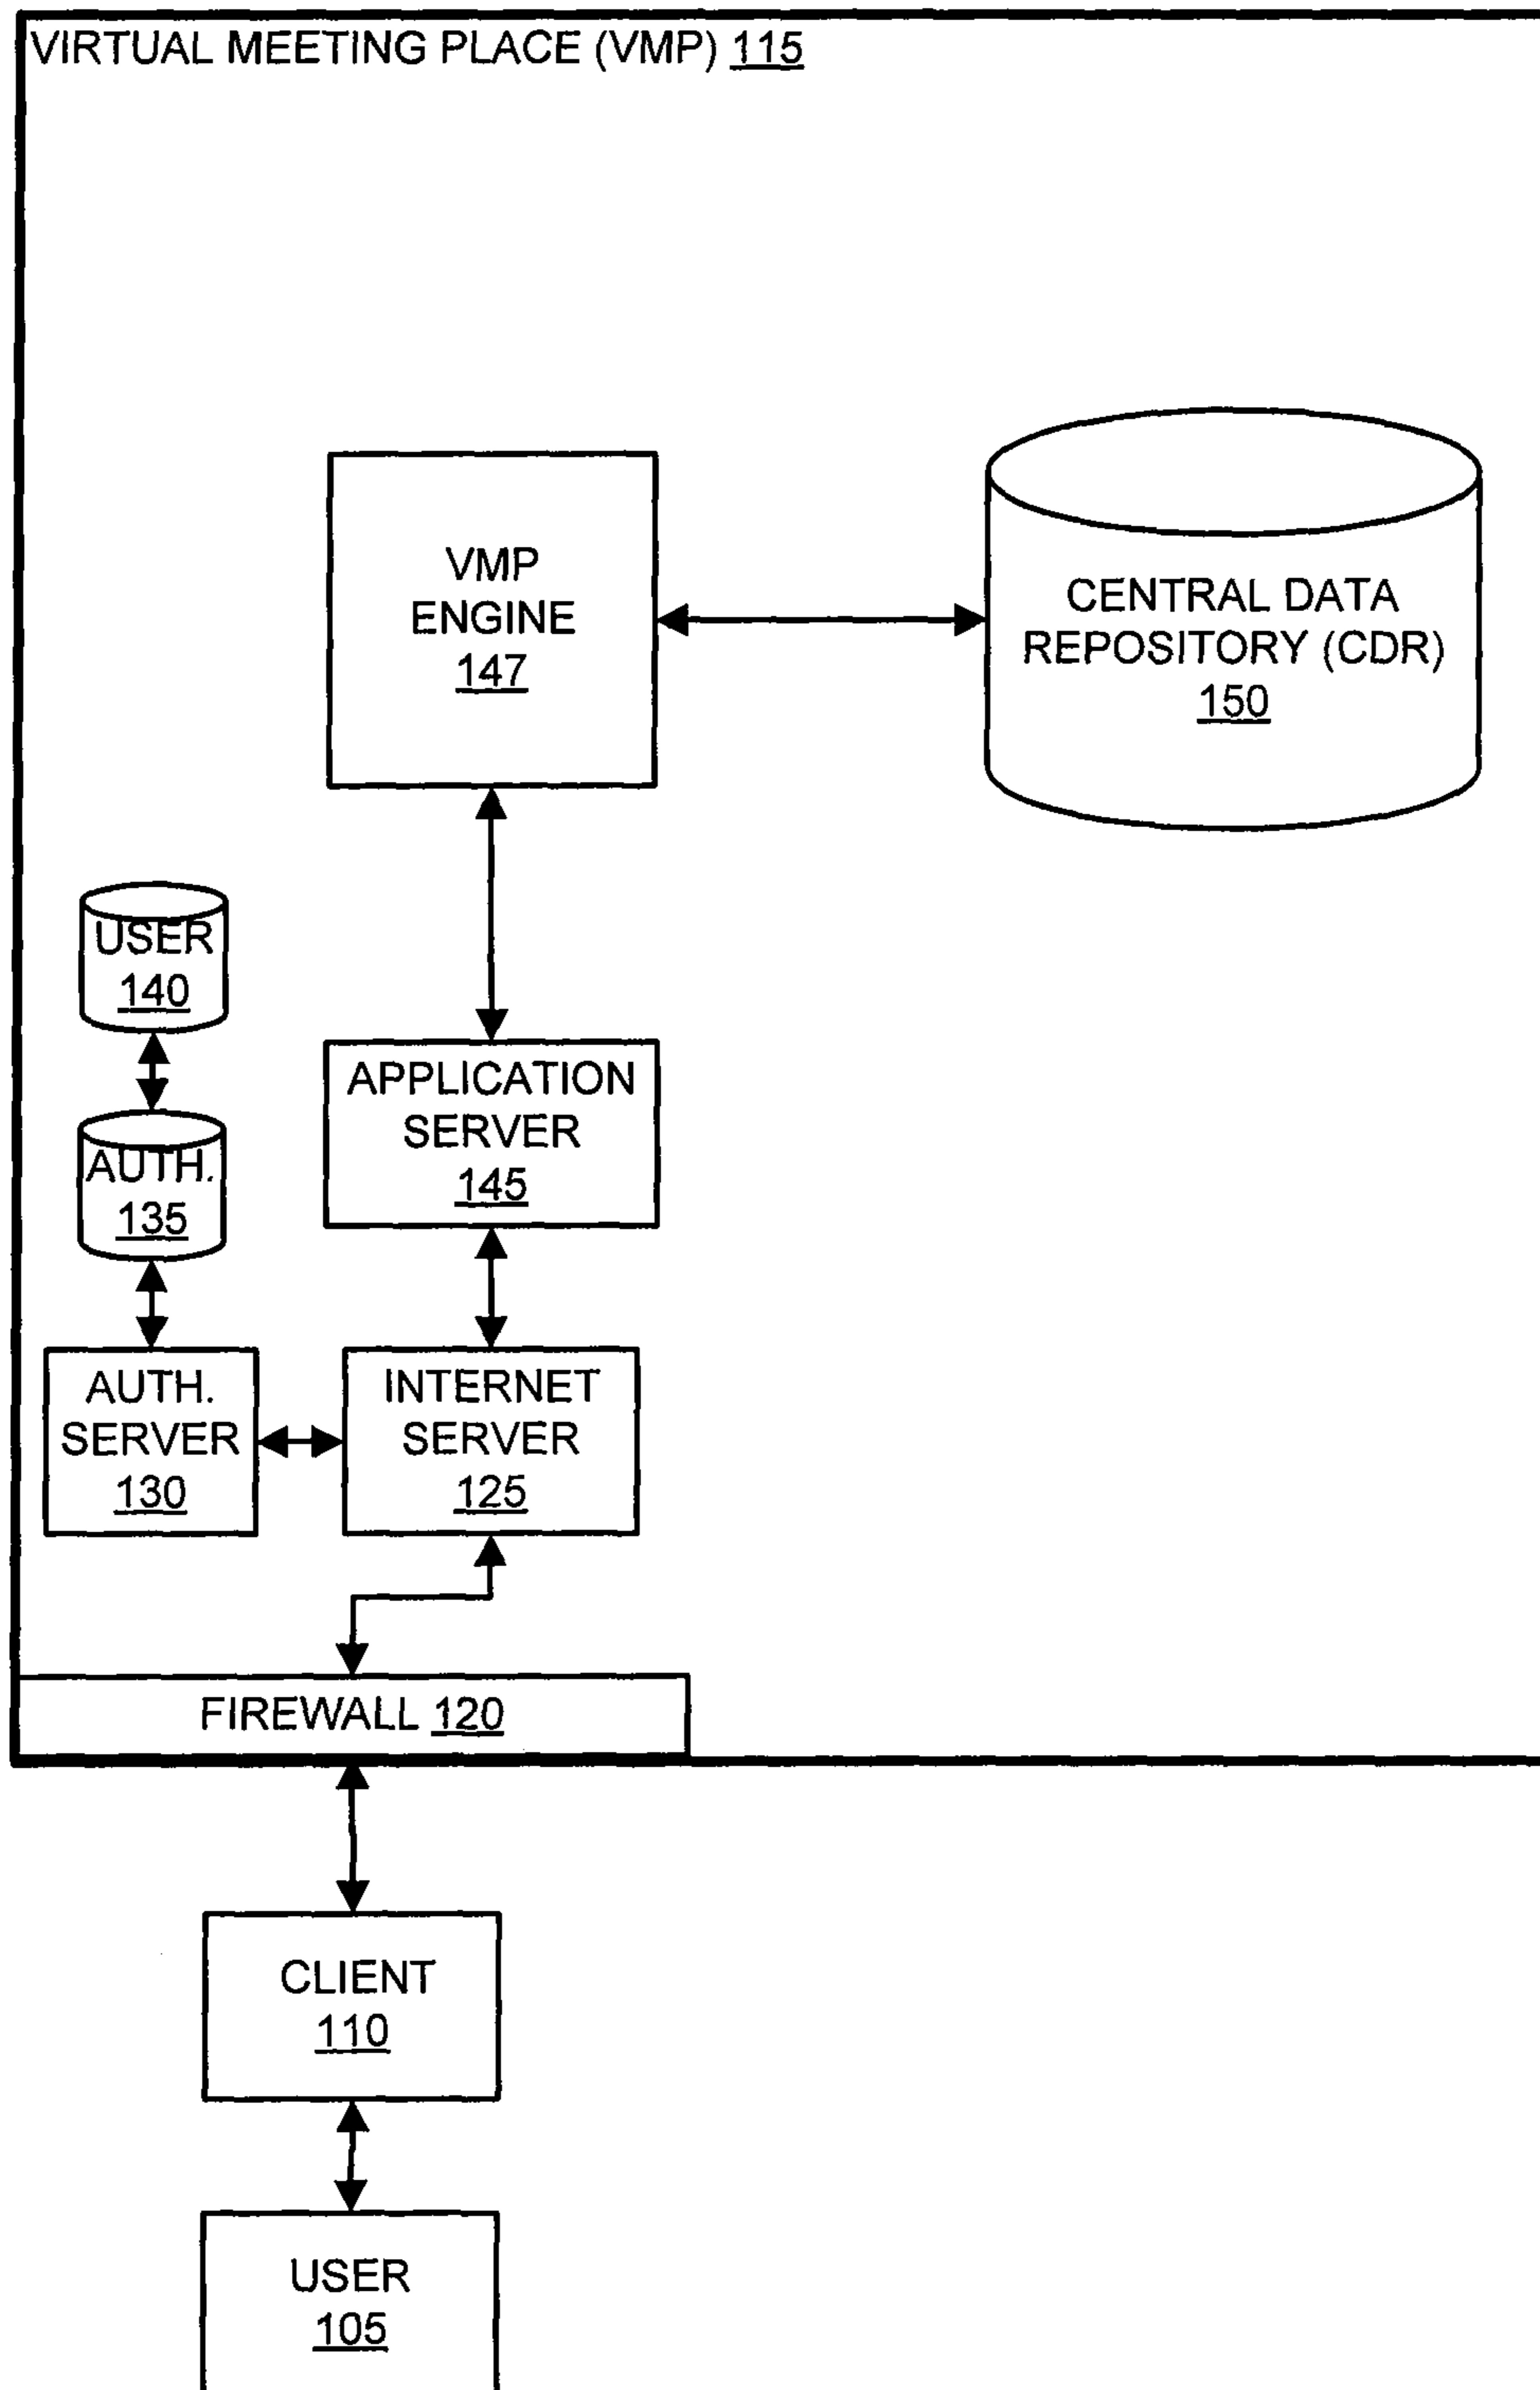 VIRTUAL MEETING PLACE (VMP) 115
VMP
ENGINE
147
CENTRAL DATA
REPOSITORY (CDR)
150
USER
140
APPLICATION
SERVER
145
AUTH.
135
AUTH.
SERVER
130
INTERNET
SERVER
125
FIREWALL 120
CLIENT
110
USER
105